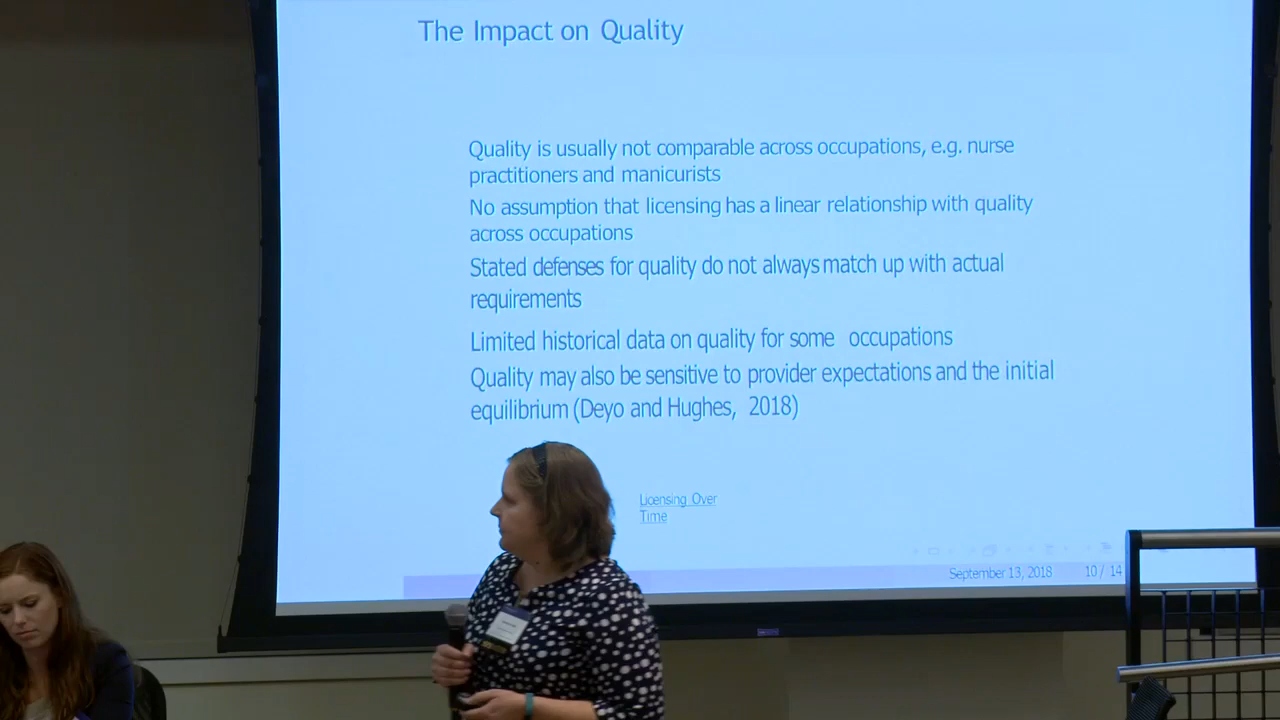 The Impact on Quality
Quality is usually not comparable across occupations, e.g. nurse
practitioners and manicurists
No assumption that licensing has a linear relationship with quality
across occupations
Stated defenses for quality do not always match up with actual
requirements
Limited historical data on quality for some occupations
Quality may also be sensitive to provider expectations and the initial
equilibrium (Deyo and Hughes, 2018)
Licensing Over
Time
September 13, 2018 10 / 14